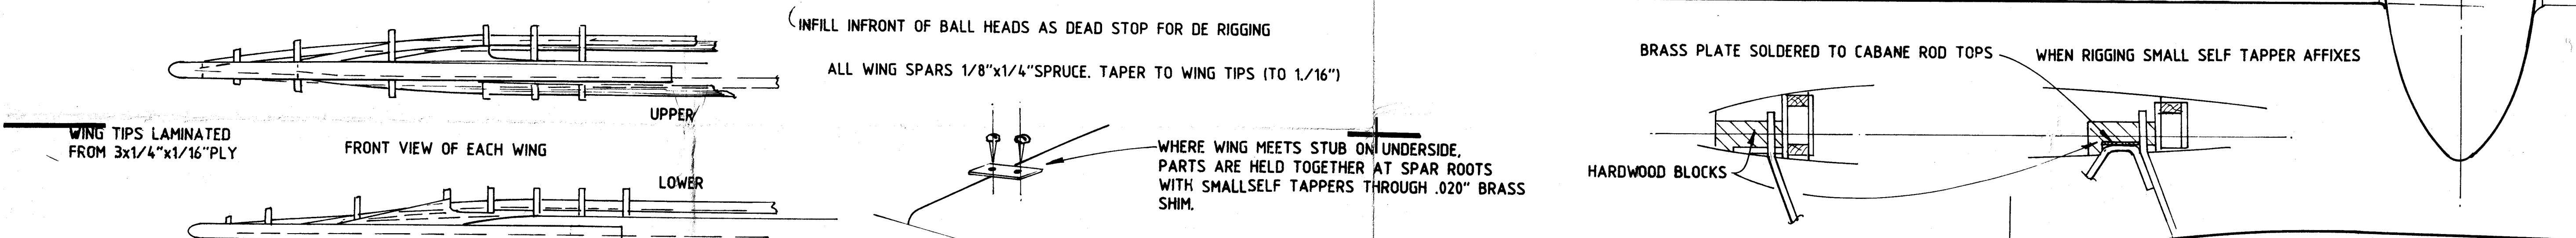 INFILL INFRONT OF BALL HEADS AS DEAD STOP FOR DE RIGGING
ALL WING SPARS 1/8"x1/4"SPRUCE. TAPER TO WING TIPS (TO 1./16")
UPPER
WING TIPS LAMINATED
FROM 3x1/4"x1/16"PLY
FRONT VIEW OF EACH WING
LOWER
WHERE WING MEETS STUB ON UNDERSIDE,
PARTS ARE HELD TOGETHER AT SPAR ROOTS
WITH SMALLSELF TAPPERS THROUGH .020" BRASS
SHIM.
BRASS PLATE SOLDERED TO CABANE ROD TOPS
WHEN RIGGING SMALL SELF TAPPER AFFIXES
HARDWOOD BLOCKS